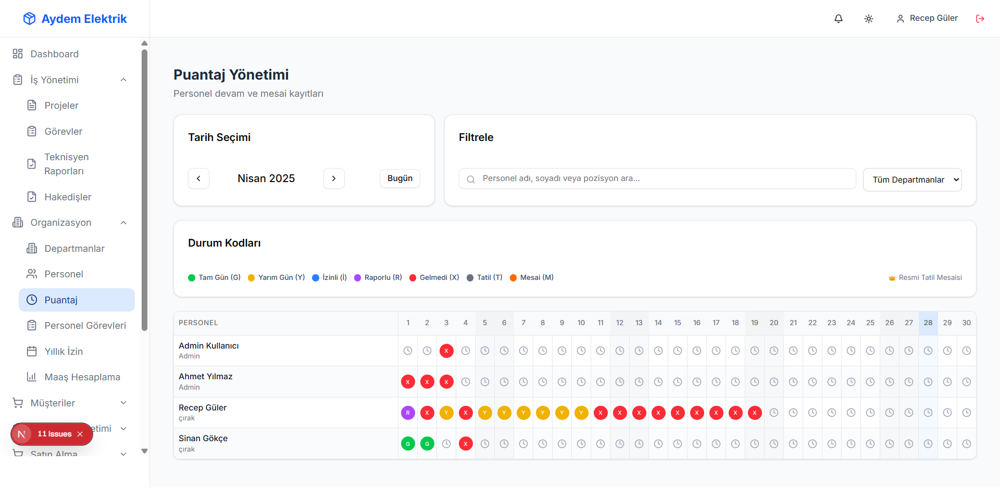 Aydem Elektrik
Recep Güler
Dashboard
İş Yönetimi
Projeler
Görevler
Teknisyen
Raporları
Hakedişler
Organizasyon
Departmanlar
Personel
Puantaj
Personel Görevleri
Yıllık İzin
Maaş Hesaplama
Müşteriler
etimi
N 11 Issues
Satın Alma
Puantaj Yönetimi
Personel devam ve mesai kayıtları
Tarih Seçimi
Nisan 2025
Bugün
Filtrele
Personel adı, soyadı veya pozisyon ara...
Tüm Departmanlar
Durum Kodları
Tam Gün (G) Yarım Gün (Y) İzinli (İ) Raporlu (R) Gelmedi (X) Tatil (T) Mesai (M)
Resmi Tatil Mesaisi
PERSONEL 1 2 3 4 5 6 7 8 9 10 11 12 13 14 15 16 17 18 19 20 21 22 23 24 25 26 27 28 29 30
Admin Kullanıcı
Admin
X
Ahmet Yılmaz
Admin
X X X
Recep Güler
çırak
R X Y X Y Y Y Y Y Y X X X X X X X X X
Sinan Gökçe
çırak
G G X